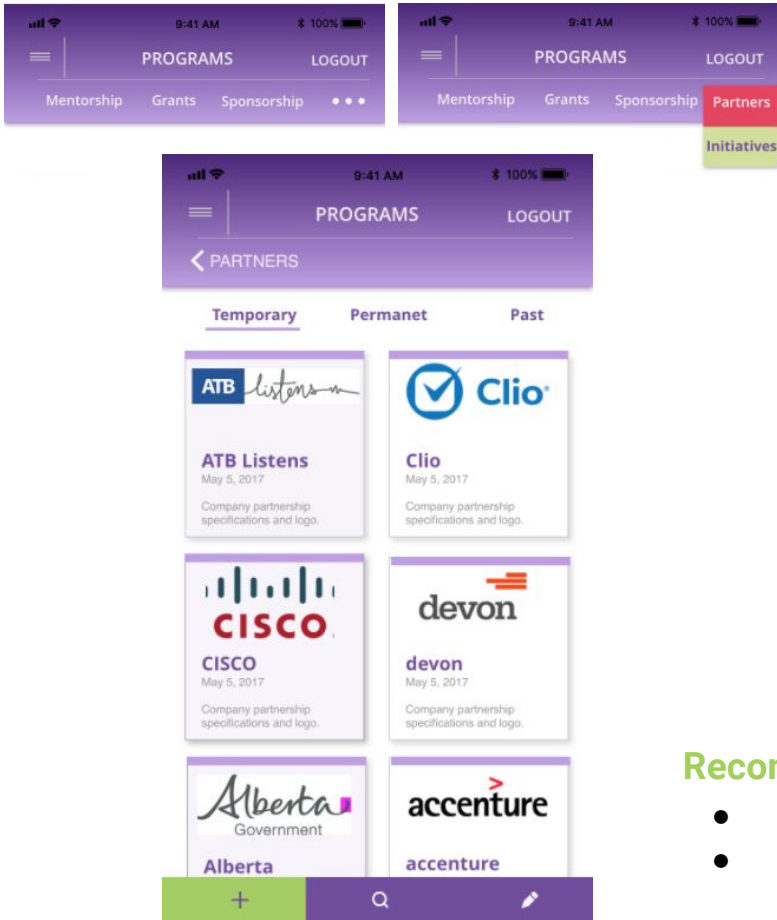 9:41 AM 100%
PROGRAMS LOGOUT
Mentorship Grants Sponsorship
9:41 AM 100%
PROGRAMS LOGOUT
Mentorship Grants Sponsorship Partners
Initiatives
9:41 AM 100%
PROGRAMS LOGOUT
PARTNERS
Temporary Permanet Past
ATB listens
ATB Listens
May 5, 2017
Company partnership
specifications and logo.
Clio
Clio
May 5, 2017
Company partnership
specifications and logo.
CISCO
CISCO
May 5, 2017
Company partnership
specifications and logo.
devon
devon
May 5, 2017
Company partnership
specifications and logo.
Alberta
Government
Alberta
accenture
accenture